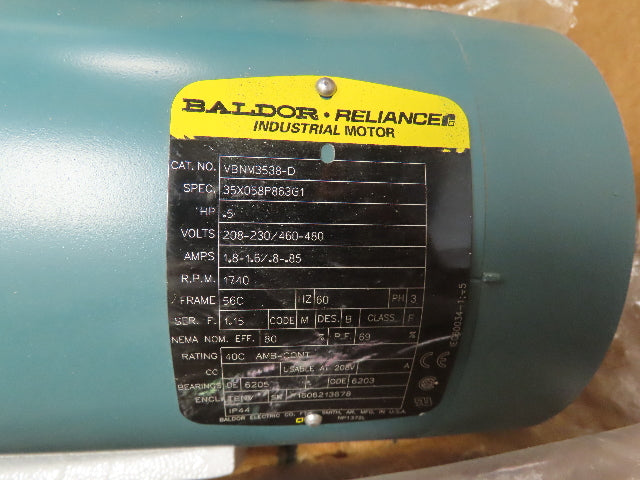 BALDOR · RELIANCE
INDUSTRIAL MOTOR
CAT. NO. VBNM3538-D
SPEC. 35X058P863G1
HP .5
VOLTS 208-230/460-480
AMPS 1.8-1.6/.8-.85
R.P.M. 1740
FRAME 56C HZ 60 PH 3
SER. F. 1.15 CODE M DES. B CLASS F
NEMA NOM. EFF. 80 % P.F. 69 %
RATING 40C AMB-CONT
CC USABLE AT 208V A
BEARINGS DE 6205 ODE 6203
ENCL TENV SN
IP44
BALDOR ELECTRIC CO. FT. SMITH, AR. MFG. IN U.S.A.
CE